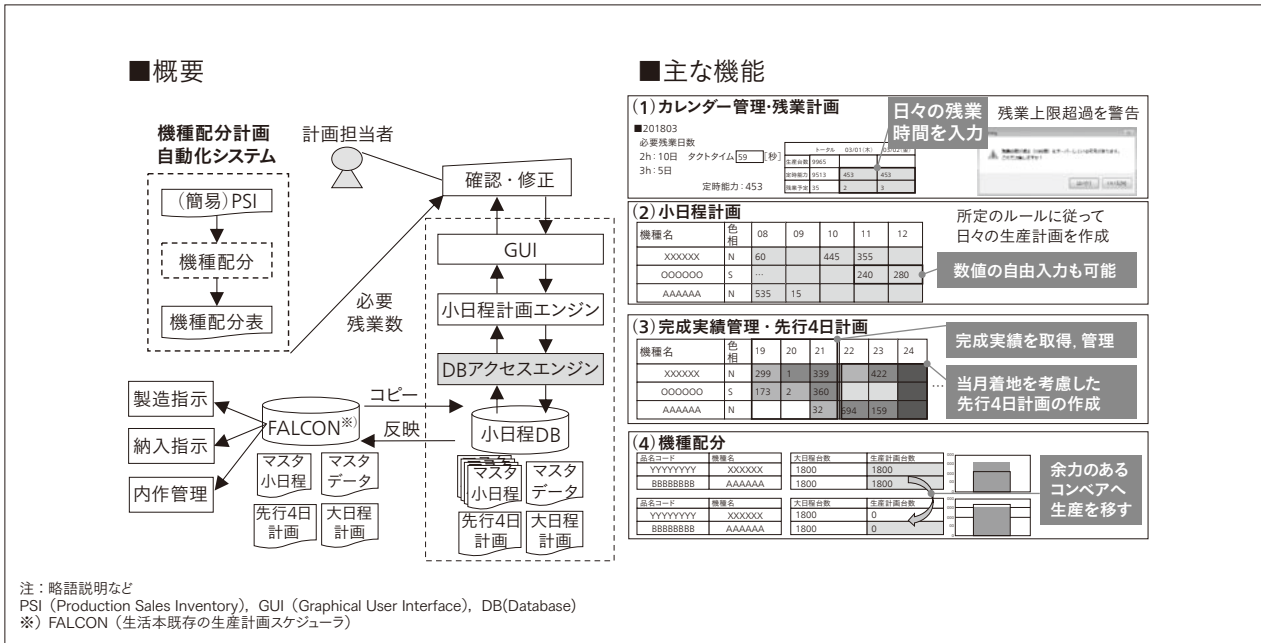 ■概要
機種配分計画
自動化システム
計画担当者
(簡易)PSI
機種配分
機種配分表
確認・修正
GUI
小日程計画エンジン
DBアクセスエンジン
小日程DB
必要
残業数
コピー
反映
製造指示
納入指示
内作管理
FALCON※)
マスタ
小日程
マスタ
データ
先行4日
計画
大日程
計画
マスタ
小日程
マスタ
データ
先行4日
計画
大日程
計画
■主な機能
(1)カレンダー管理・残業計画
■201803
必要残業日数
2h:10日 タクトタイム 59 [秒]
3h:5日
定時能力:453
トータル 03/01(木) 03/02(金)
生産台数 9965
定時能力 9513 453 453
残業予定 35 2 3
日々の残業
時間を入力
残業上限超過を警告
(2)小日程計画
機種名 色相 08 09 10 11 12
XXXXXX N 60 445 355
OOOOOO S … 240 280
AAAAAA N 535 15
所定のルールに従って
日々の生産計画を作成
数値の自由入力も可能
(3)完成実績管理・先行4日計画
機種名 色相 19 20 21 22 23 24
XXXXXX N 299 1 339 422
OOOOOO S 173 2 360
AAAAAA N 32 694 159
…
完成実績を取得,管理
当月着地を考慮した
先行4日計画の作成
(4)機種配分
品名コード 機種名 大日程台数 生産計画台数
YYYYYYYY XXXXXX 1800 1800
BBBBBBBB AAAAAA 1800 1800
品名コード 機種名 大日程台数 生産計画台数
YYYYYYYY XXXXXX 1800 0
BBBBBBBB AAAAAA 1800 0
余力のある
コンベアへ
生産を移す
注:略語説明など
PSI(Production Sales Inventory),GUI(Graphical User Interface),DB(Database)
※)FALCON(生活本既存の生産計画スケジューラ)